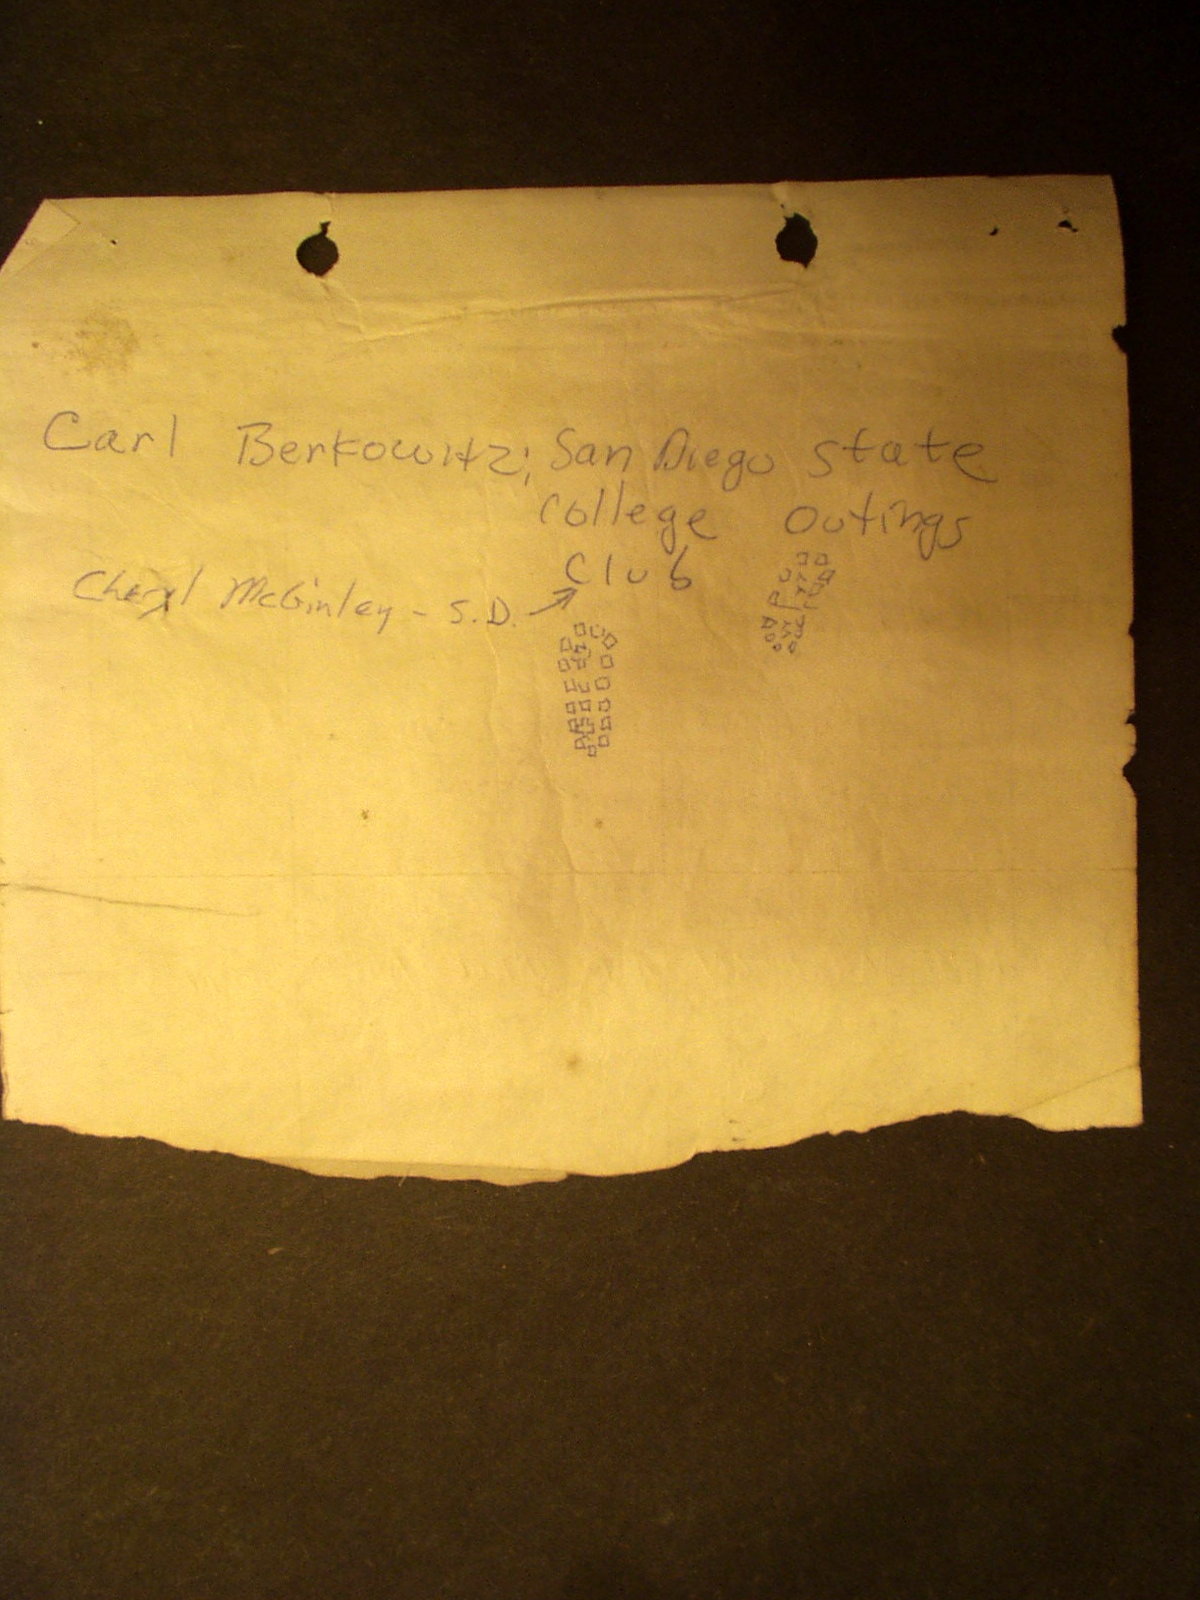 Carl Berkowitz; San Diego State
College Outings
Club
Cheryl McGinley - S.D.